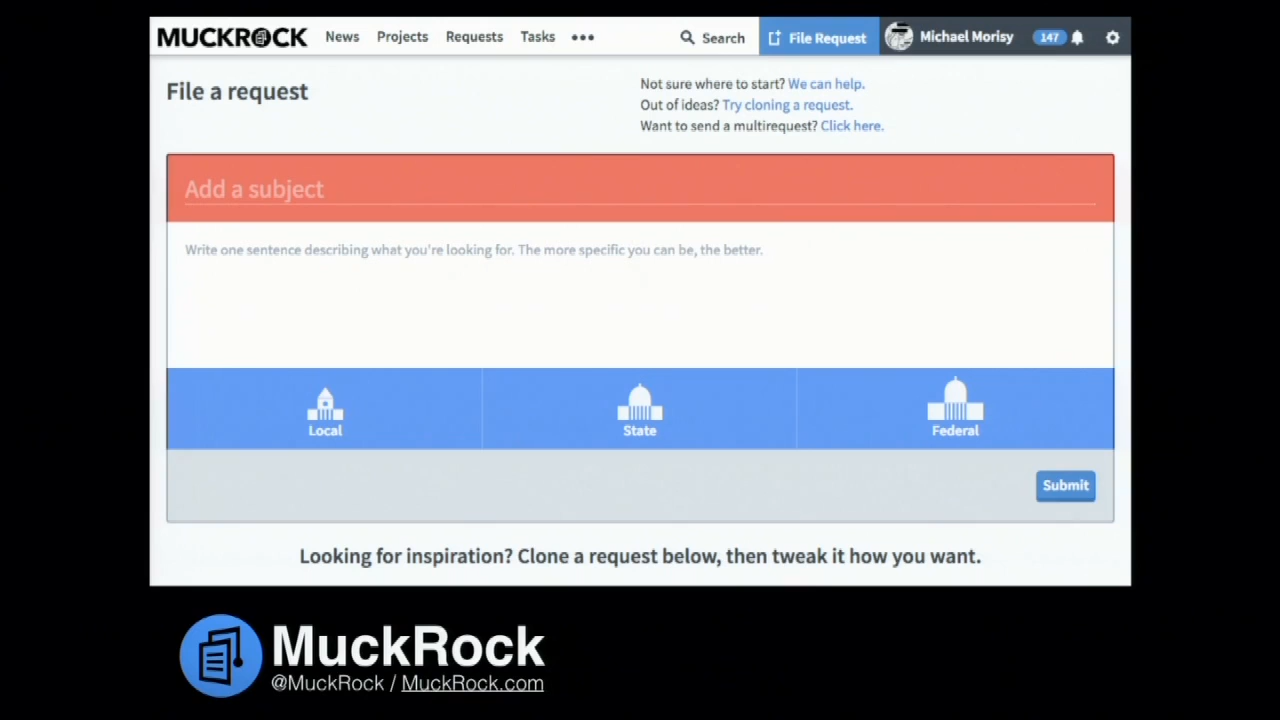 MUCKROCK News Projects Requests Tasks ••• Search File Request Michael Morisy 147
File a request
Not sure where to start? We can help.
Out of ideas? Try cloning a request.
Want to send a multirequest? Click here.
Add a subject
Write one sentence describing what you're looking for. The more specific you can be, the better.
Local State Federal
Submit
Looking for inspiration? Clone a request below, then tweak it how you want.
MuckRock
@MuckRock / MuckRock.com